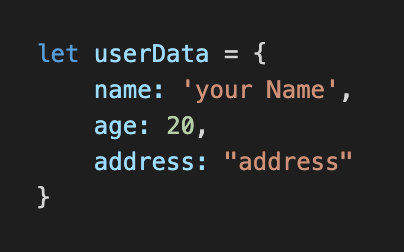 let userData = {
    name: 'your Name',
    age: 20,
    address: "address"
}